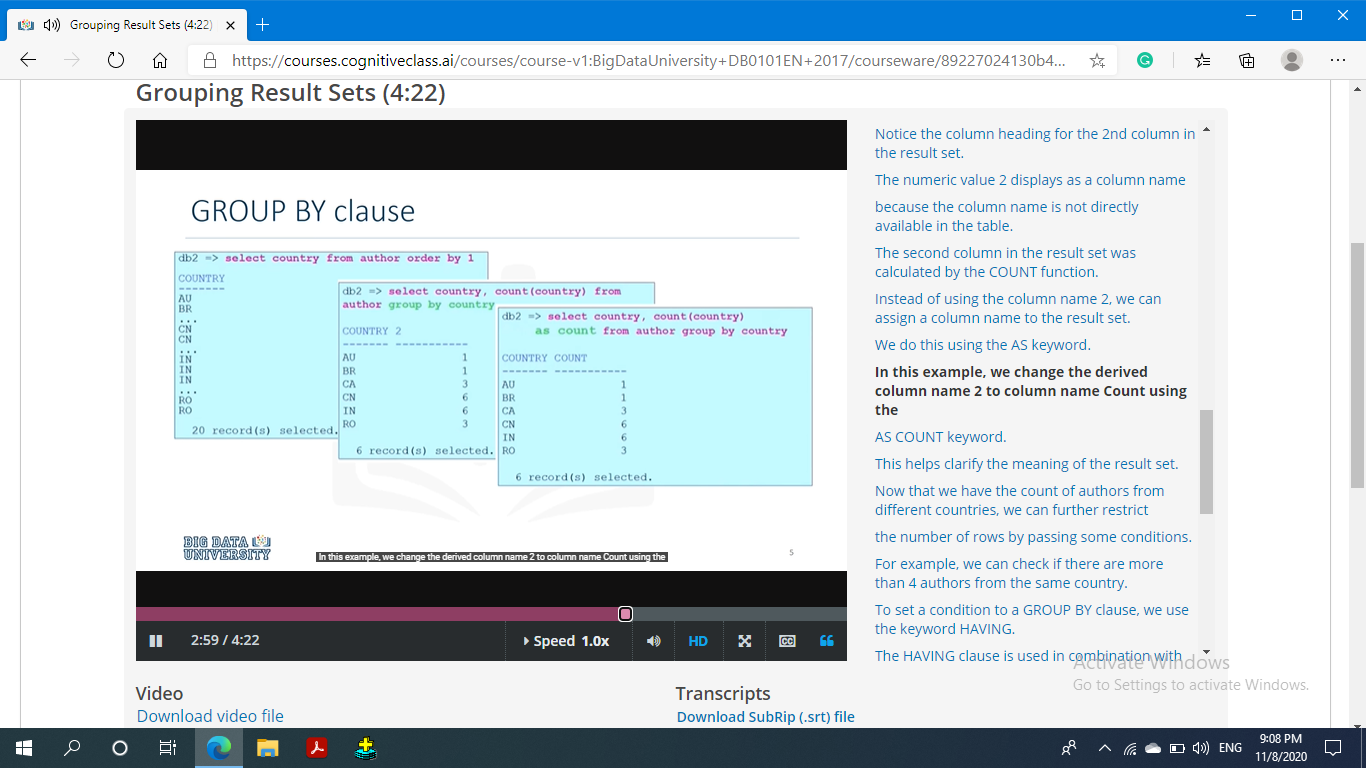 Grouping Result Sets (4:22)
https://courses.cognitiveclass.ai/courses/course-v1:BigDataUniversity+DB0101EN+2017/courseware/89227024130b4...
Grouping Result Sets (4:22)
GROUP BY clause
db2 => select country from author order by 1
COUNTRY
-------
AU
BR
...
CN
CN
...
IN
IN
IN
...
RO
RO
20 record(s) selected.
db2 => select country, count(country) from
author group by country
COUNTRY 2
------- -----------
AU 1
BR 1
CA 3
CN 6
IN 6
RO 3
6 record(s) selected.
db2 => select country, count(country)
as count from author group by country
COUNTRY COUNT
------- -----------
AU 1
BR 1
CA 3
CN 6
IN 6
RO 3
6 record(s) selected.
BIG DATA
UNIVERSITY
In this example, we change the derived column name 2 to column name Count using the
5
2:59 / 4:22
Speed 1.0x
HD
CC
Notice the column heading for the 2nd column in
the result set.
The numeric value 2 displays as a column name
because the column name is not directly
available in the table.
The second column in the result set was
calculated by the COUNT function.
Instead of using the column name 2, we can
assign a column name to the result set.
We do this using the AS keyword.
In this example, we change the derived
column name 2 to column name Count using
the
AS COUNT keyword.
This helps clarify the meaning of the result set.
Now that we have the count of authors from
different countries, we can further restrict
the number of rows by passing some conditions.
For example, we can check if there are more
than 4 authors from the same country.
To set a condition to a GROUP BY clause, we use
the keyword HAVING.
The HAVING clause is used in combination with
Activate Windows
Go to Settings to activate Windows.
Video
Download video file
Transcripts
Download SubRip (.srt) file
ENG
9:08 PM
11/8/2020